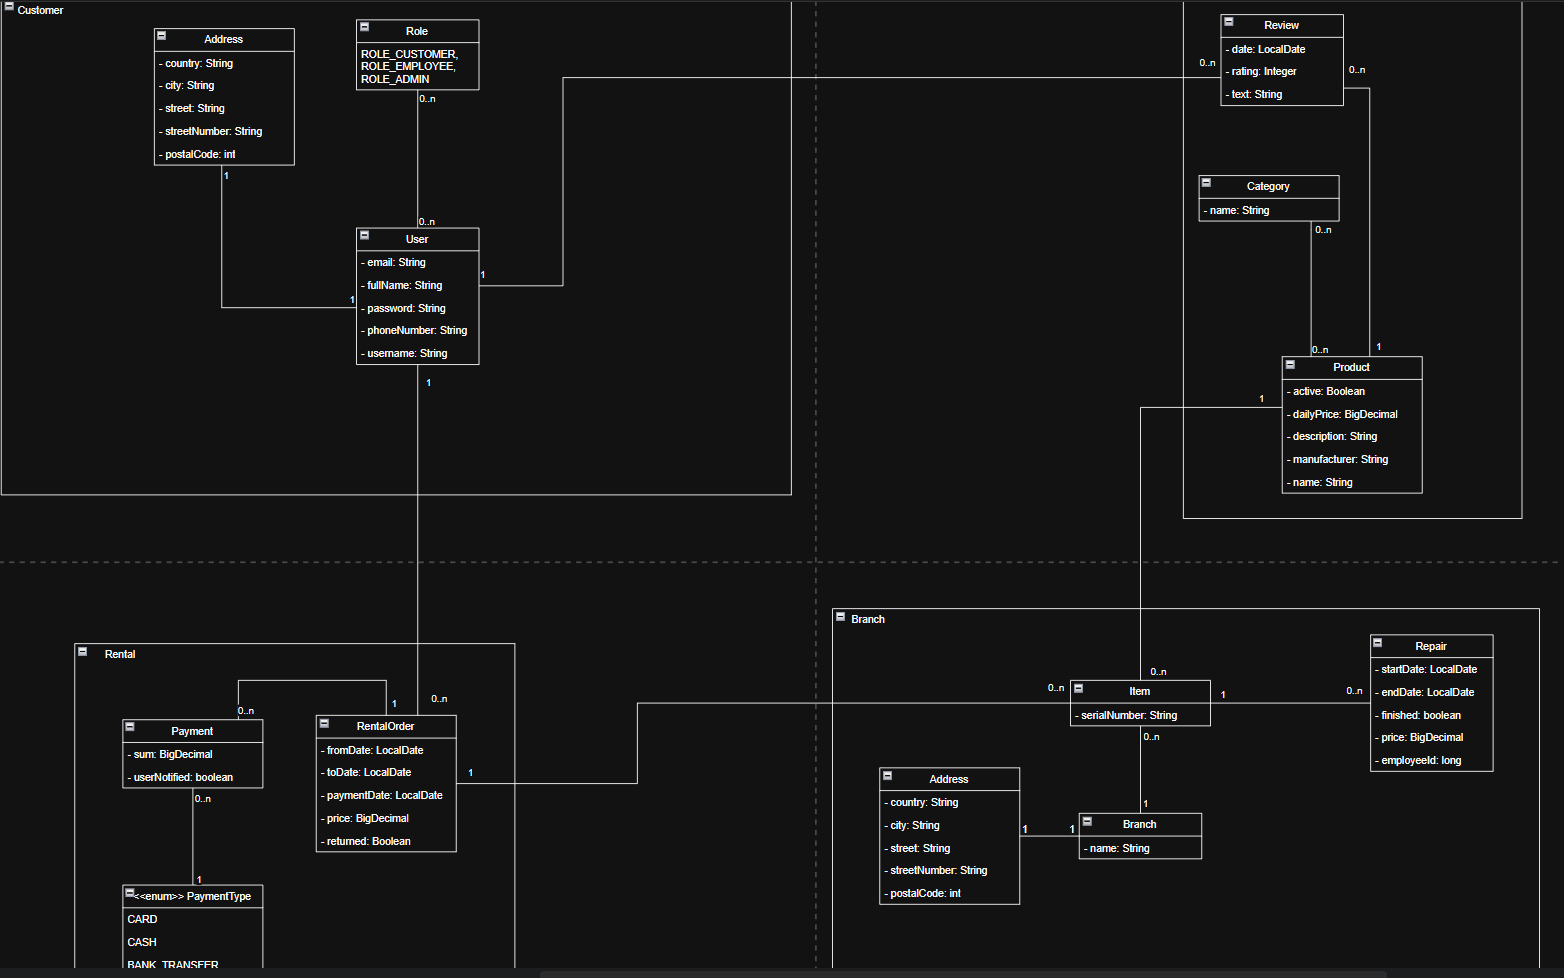 Customer
Address
- country: String
- city: String
- street: String
- streetNumber: String
- postalCode: int
1
Role
ROLE_CUSTOMER,
ROLE_EMPLOYEE,
ROLE_ADMIN
0..n
0..n
User
- email: String
- fullName: String
- password: String
- phoneNumber: String
- username: String
1
1
1
Review
- date: LocalDate
- rating: Integer
- text: String
0..n
0..n
Category
- name: String
0..n
0..n
1
Product
- active: Boolean
- dailyPrice: BigDecimal
- description: String
- manufacturer: String
- name: String
1
Rental
0..n
1
0..n
Payment
- sum: BigDecimal
- userNotified: boolean
0..n
1
<<enum>> PaymentType
CARD
CASH
BANK_TRANSFER
RentalOrder
- fromDate: LocalDate
- toDate: LocalDate
- paymentDate: LocalDate
- price: BigDecimal
- returned: Boolean
1
Branch
0..n
0..n
Item
- serialNumber: String
1
0..n
0..n
Repair
- startDate: LocalDate
- endDate: LocalDate
- finished: boolean
- price: BigDecimal
- employeeId: long
Address
- country: String
- city: String
- street: String
- streetNumber: String
- postalCode: int
1
1
1
Branch
- name: String